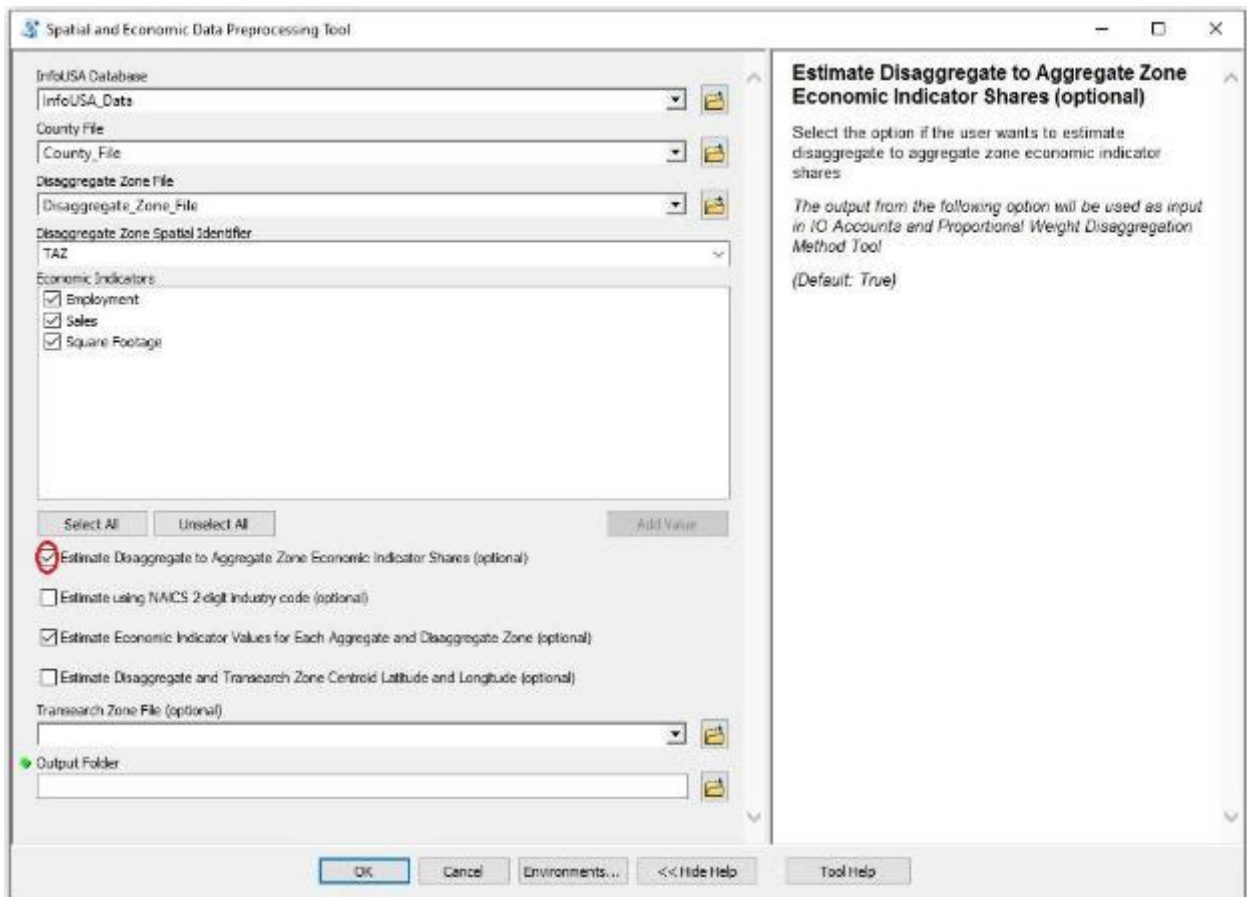 Spatial and Economic Data Preprocessing Tool
InfoUSA Database
InfoUSA_Data
County File
County_File
Disaggregate Zone File
Disaggregate_Zone_File
Disaggregate Zone Spatial Identifier
TAZ
Economic Indicators
Employment
Sales
Square Footage
Select All
Unselect All
Add Value
Estimate Disaggregate to Aggregate Zone Economic Indicator Shares (optional)
Estimate using NAICS 2-digit industry code (optional)
Estimate Economic Indicator Values for Each Aggregate and Disaggregate Zone (optional)
Estimate Disaggregate and Transearch Zone Centroid Latitude and Longitude (optional)
Transearch Zone File (optional)
Output Folder
Estimate Disaggregate to Aggregate Zone
Economic Indicator Shares (optional)
Select the option if the user wants to estimate
disaggregate to aggregate zone economic indicator
shares
The output from the following option will be used as input
in IO Accounts and Proportional Weight Disaggregation
Method Tool
(Default: True)
OK
Cancel
Environments...
<< Hide Help
Tool Help